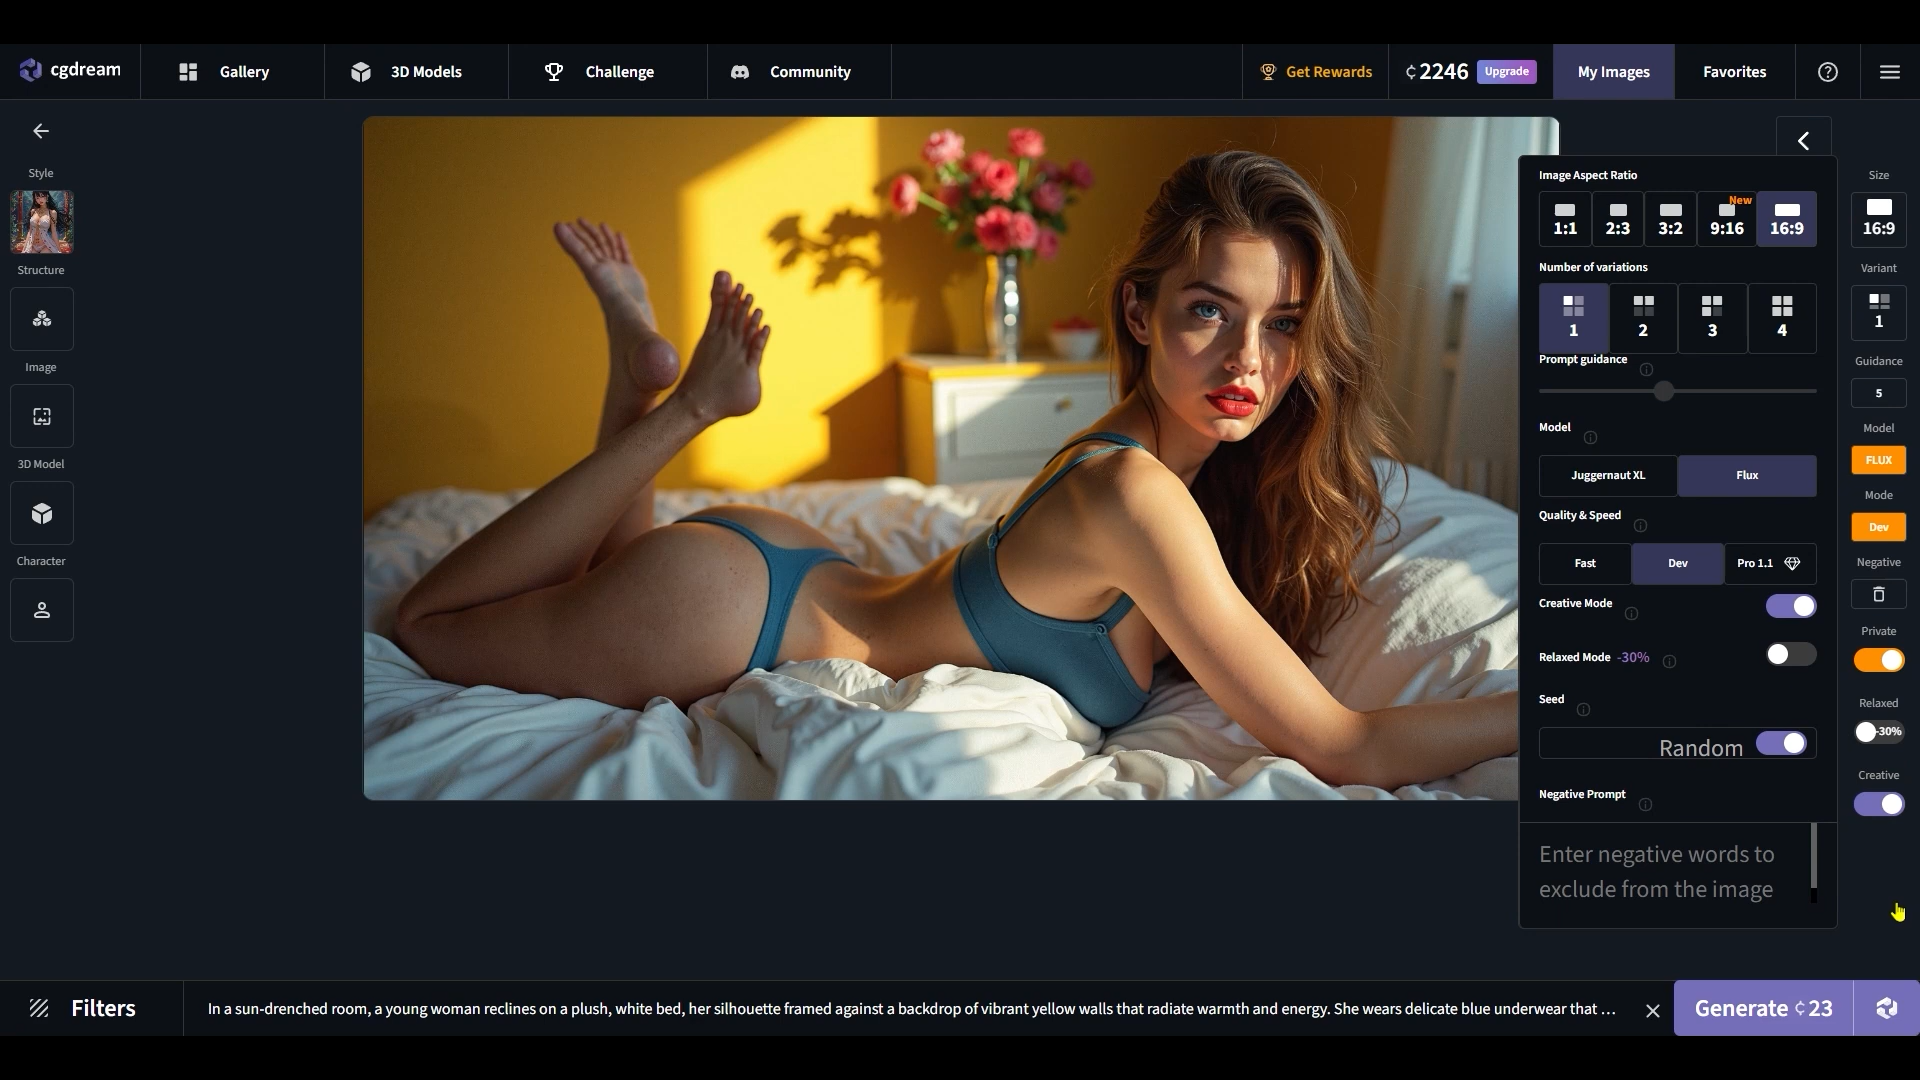 cgdream
Gallery
3D Models
Challenge
Community
Get Rewards
¢ 2246
Upgrade
My Images
Favorites
Style
Structure
Image
3D Model
Character
Image Aspect Ratio
New
1:1
2:3
3:2
9:16
16:9
Number of variations
1
2
3
4
Prompt guidance
Model
Juggernaut XL
Flux
Quality & Speed
Fast
Dev
Pro 1.1
Creative Mode
Relaxed Mode -30%
Seed
Random
Negative Prompt
Enter negative words to
exclude from the image
Size
16:9
Variant
1
Guidance
5
Model
FLUX
Mode
Dev
Negative
Private
Relaxed
-30%
Creative
Filters
In a sun-drenched room, a young woman reclines on a plush, white bed, her silhouette framed against a backdrop of vibrant yellow walls that radiate warmth and energy. She wears delicate blue underwear that ...
Generate ¢ 23